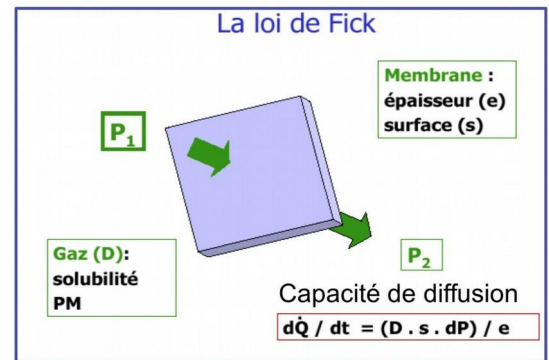 La loi de Fick
Membrane :
épaisseur (e)
surface (s)
P₁
Gaz (D):
solubilité
PM
P₂
Capacité de diffusion
dQ̇ / dt = (D . s . dP) / e